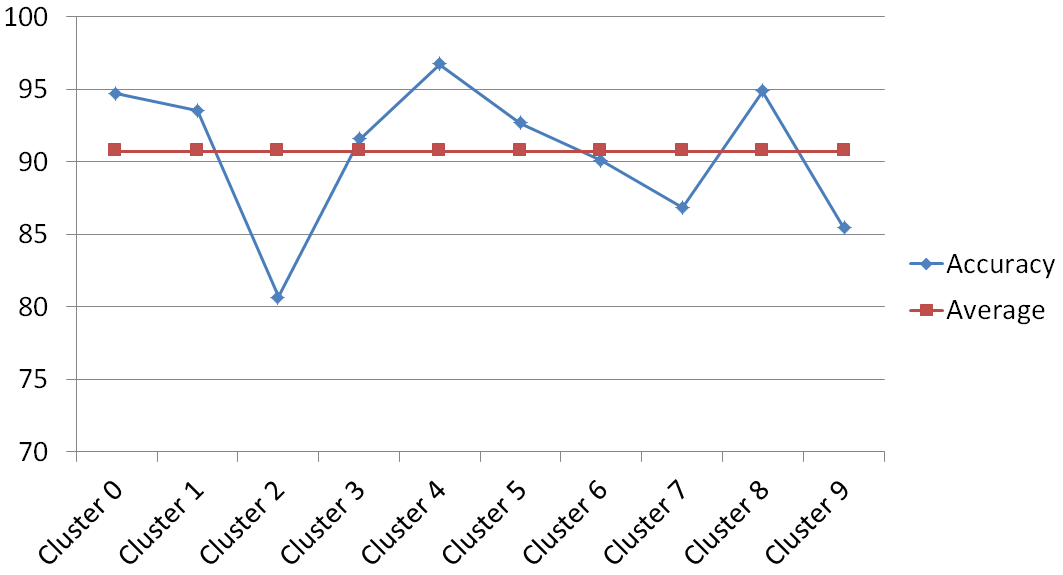 100
95
90
85
80
75
70
Cluster 0
Cluster 1
Cluster 2
Cluster 3
Cluster 4
Cluster 5
Cluster 6
Cluster 7
Cluster 8
Cluster 9
Accuracy
Average